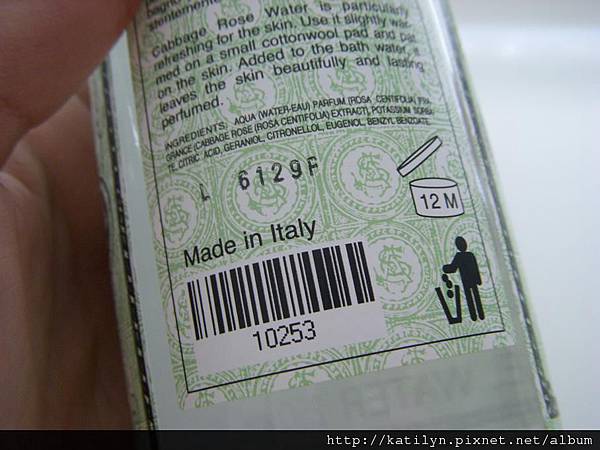 stentemente
Cabbage Rose Water is particularly
refreshing for the skin. Use it slightly war-
med on a small cottonwool pad and pat
on the skin. Added to the bath water, it
leaves the skin beautifully and lasting
perfumed.
INGREDIENTS: AQUA (WATER-EAU) PARFUM (ROSA CENTIFOLIA) (FRA-
GRANCE (CABBAGE ROSE (ROSA CENTIFOLIA) EXTRACT), POTASSIUM SORBA-
TE, CITRIC ACID, GERANIOL, CITRONELLOL, EUGENOL, BENZYL BENZOATE.
L 6129F
12 M
Made in Italy
10253
WATER
http://katilyn.pixnet.net/album